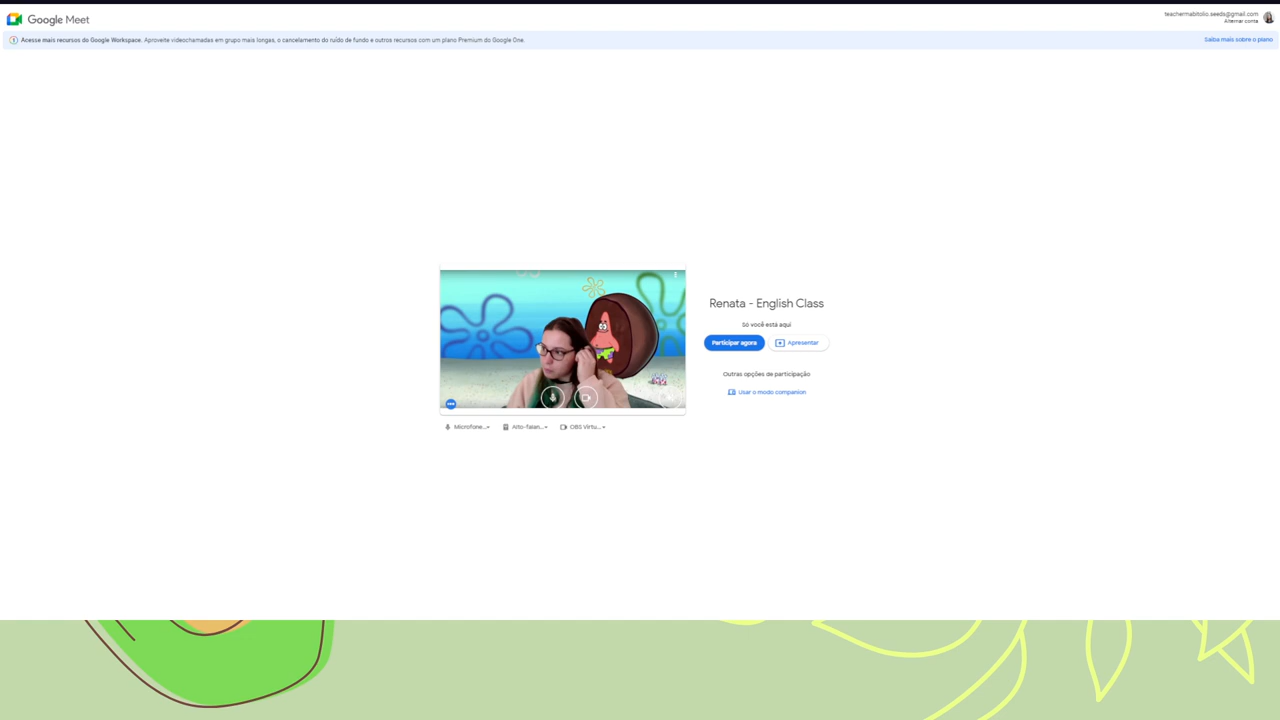 Google Meet
teachermabitolio.seeds@gmail.com
Alternar conta
Acesse mais recursos do Google Workspace. Aproveite videochamadas em grupo mais longas, o cancelamento do ruído de fundo e outros recursos com um plano Premium do Google One.
Saiba mais sobre o plano
Renata - English Class
Só você está aqui
Participar agora
Apresentar
Outras opções de participação
Usar o modo companion
Microfone...
Alto-falan...
OBS Virtu...